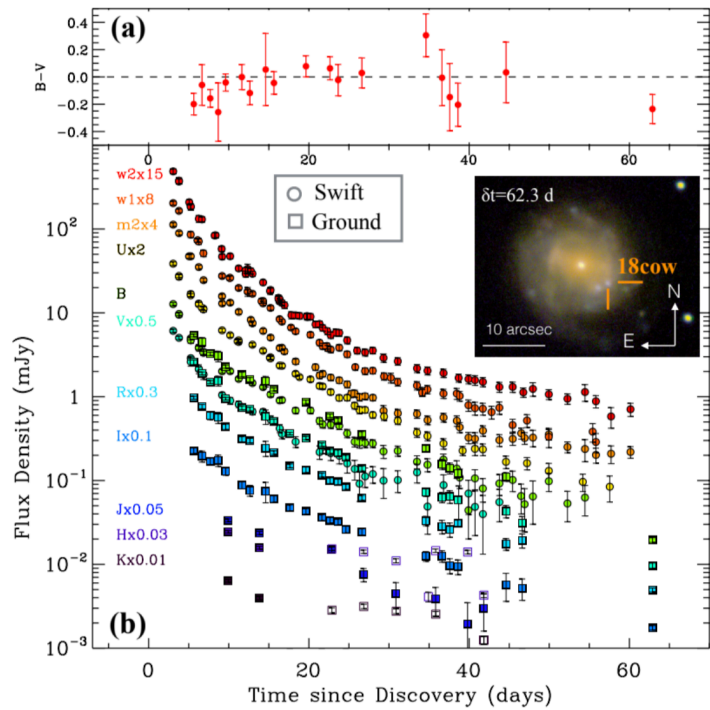 (a)
B-V
0.4
0.2
0.0
-0.2
-0.4
0 20 40 60
w2x15
w1x8
m2x4
Ux2
B
Vx0.5
Rx0.3
Ix0.1
Jx0.05
Hx0.03
Kx0.01
Swift
Ground
δt=62.3 d
18cow
N
E
10 arcsec
Flux Density (mJy)
10²
10
1
10⁻¹
10⁻²
10⁻³
(b)
0 20 40 60 80
Time since Discovery (days)